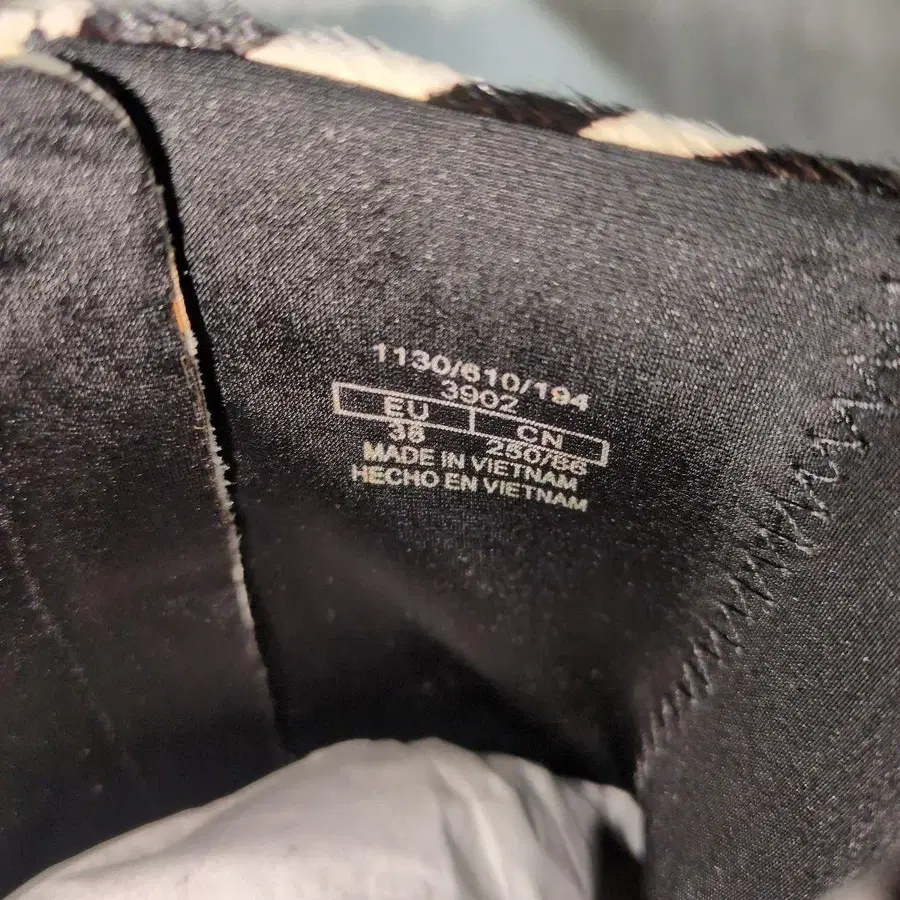 1130/610/194
3902
EU CN
38 250/86
MADE IN VIETNAM
HECHO EN VIETNAM